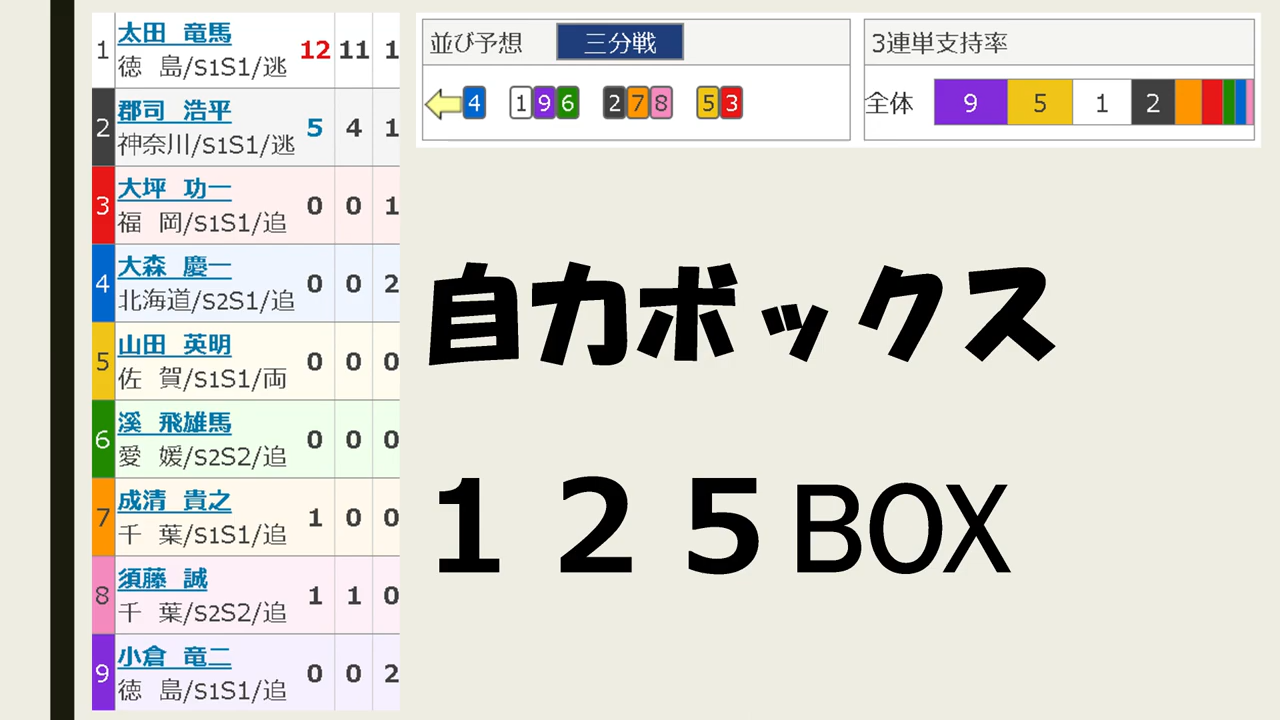 1 太田 竜馬 12 11 1
徳 島/S1S1/逃
2 郡司 浩平 5 4 1
神奈川/S1S1/逃
3 大坪 功一 0 0 1
福 岡/S1S1/追
4 大森 慶一 0 0 2
北海道/S2S1/追
5 山田 英明 0 0 0
佐 賀/S1S1/両
6 溪 飛雄馬 0 0 0
愛 媛/S2S2/追
7 成清 貴之 1 0 0
千 葉/S1S1/追
8 須藤 誠 1 1 0
千 葉/S2S2/追
9 小倉 竜二 0 0 2
徳 島/S1S1/追
並び予想 三分戦
4 1 9 6 2 7 8 5 3
3連単支持率
全体 9 5 1 2
自力ボックス
１２５BOX